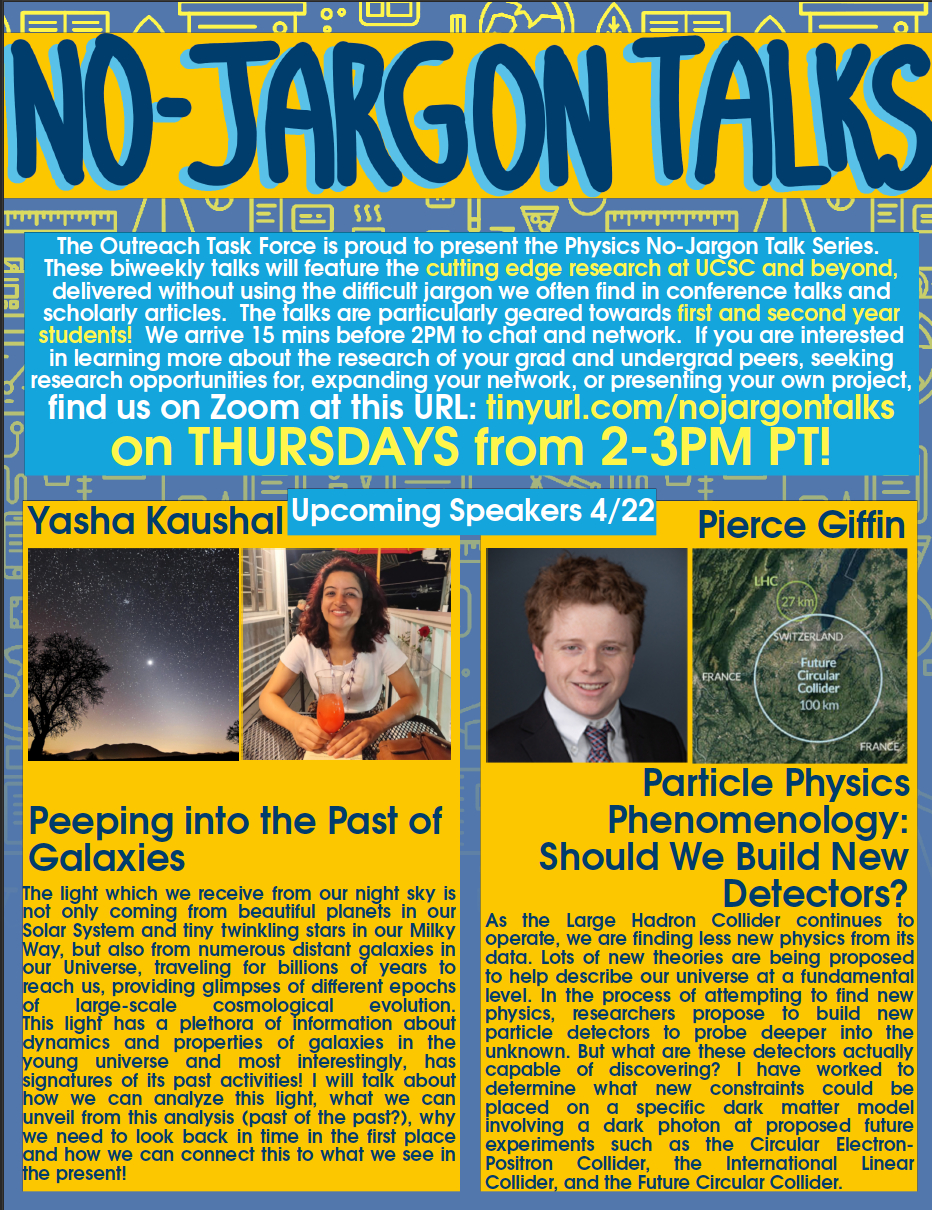 NO-JARGON TALKS
The Outreach Task Force is proud to present the Physics No-Jargon Talk Series.
These biweekly talks will feature the cutting edge research at UCSC and beyond,
delivered without using the difficult jargon we often find in conference talks and
scholarly articles. The talks are particularly geared towards first and second year
students! We arrive 15 mins before 2PM to chat and network. If you are interested
in learning more about the research of your grad and undergrad peers, seeking
research opportunities for, expanding your network, or presenting your own project,
find us on Zoom at this URL: tinyurl.com/nojargontalks
on THURSDAYS from 2-3PM PT!
Upcoming Speakers 4/22
Yasha Kaushal
Peeping into the Past of
Galaxies
The light which we receive from our night sky is
not only coming from beautiful planets in our
Solar System and tiny twinkling stars in our Milky
Way, but also from numerous distant galaxies in
our Universe, traveling for billions of years to
reach us, providing glimpses of different epochs
of large-scale cosmological evolution.
This light has a plethora of information about
dynamics and properties of galaxies in the
young universe and most interestingly, has
signatures of its past activities! I will talk about
how we can analyze this light, what we can
unveil from this analysis (past of the past?), why
we need to look back in time in the first place
and how we can connect this to what we see in
the present!
Pierce Giffin
LHC
27 km
SWITZERLAND
FRANCE
Future
Circular
Collider
100 km
FRANCE
Particle Physics
Phenomenology:
Should We Build New
Detectors?
As the Large Hadron Collider continues to
operate, we are finding less new physics from its
data. Lots of new theories are being proposed
to help describe our universe at a fundamental
level. In the process of attempting to find new
physics, researchers propose to build new
particle detectors to probe deeper into the
unknown. But what are these detectors actually
capable of discovering? I have worked to
determine what new constraints could be
placed on a specific dark matter model
involving a dark photon at proposed future
experiments such as the Circular Electron-
Positron Collider, the International Linear
Collider, and the Future Circular Collider.